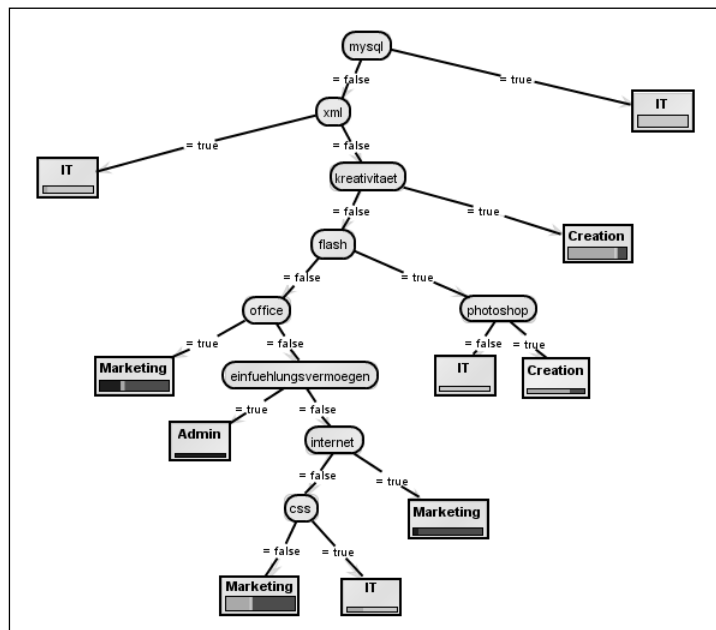 mysql
= false
= true
xml
IT
= true
= false
IT
kreativitaet
= false
= true
flash
Creation
= false
= true
office
photoshop
= true
= false
= false
= true
Marketing
einfuehlungsvermoegen
IT
Creation
= true
= false
Admin
internet
= false
= true
css
Marketing
= false
= true
Marketing
IT